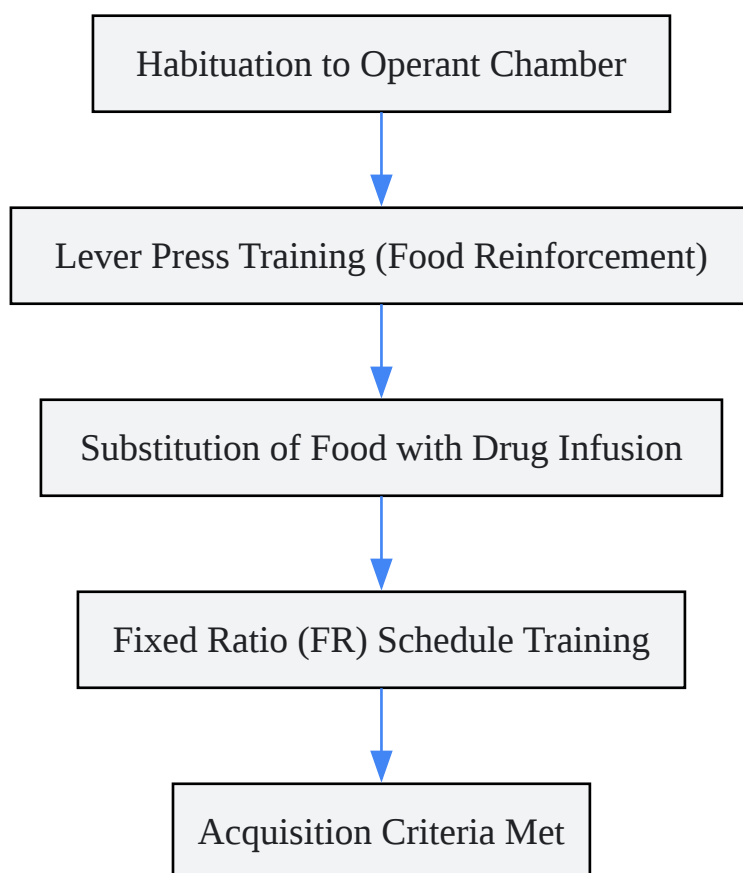 Habituation to Operant Chamber
Lever Press Training (Food Reinforcement)
Substitution of Food with Drug Infusion
Fixed Ratio (FR) Schedule Training
Acquisition Criteria Met